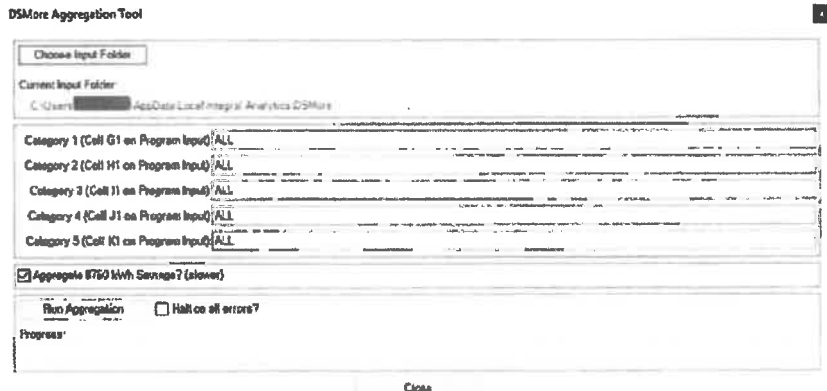 DSMore Aggregation Tool
Choose Input Folder
Current Input Folder
C:\Users\ AppData\Local\Integral Analytics\DSMore
Category 1 (Cell G1 on Program Input) ALL
Category 2 (Cell H1 on Program Input) ALL
Category 3 (Cell I1 on Program Input) ALL
Category 4 (Cell J1 on Program Input) ALL
Category 5 (Cell K1 on Program Input) ALL
Aggregate 8760 kWh Savings? (slower)
Run Aggregation Halt on all errors?
Progress:
Close